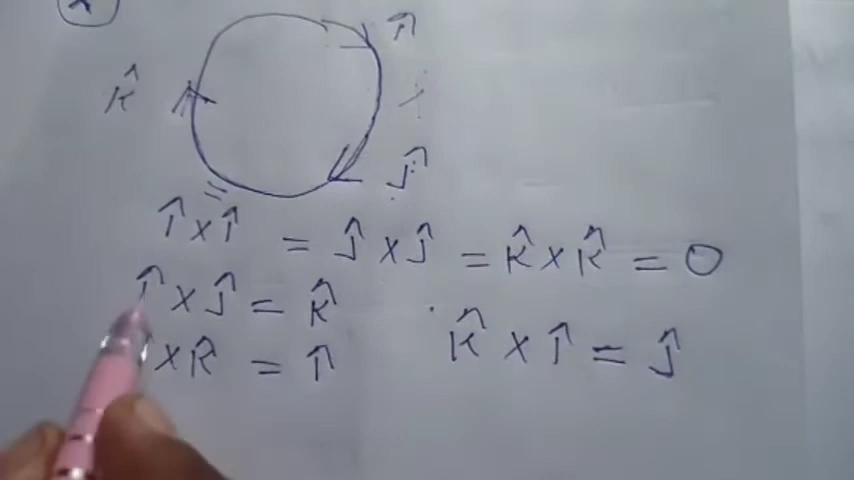 î
k̂
ĵ
î × î = ĵ × ĵ = k̂ × k̂ = 0
î × ĵ = k̂
× k̂ = î
k̂ × î = ĵ